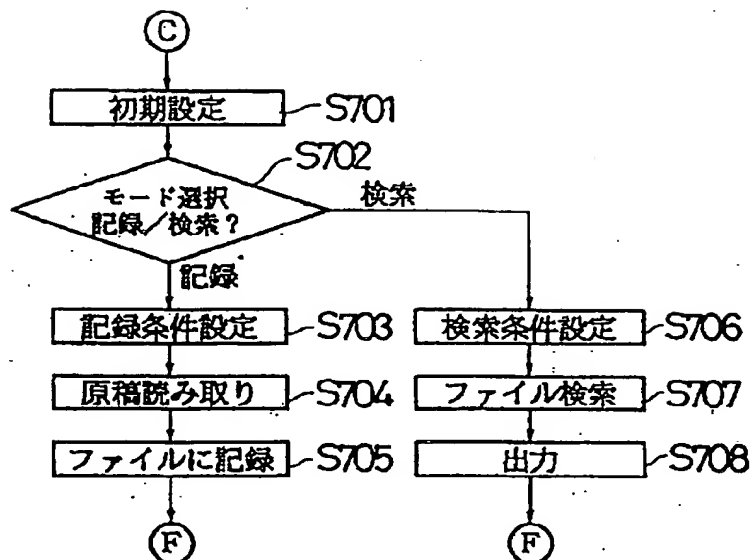 C
初期設定 S701
S702
モード選択
記録/検索?
検索
記録
記録条件設定 S703
原稿読み取り S704
ファイルに記録 S705
F
検索条件設定 S706
ファイル検索 S707
出力 S708
F